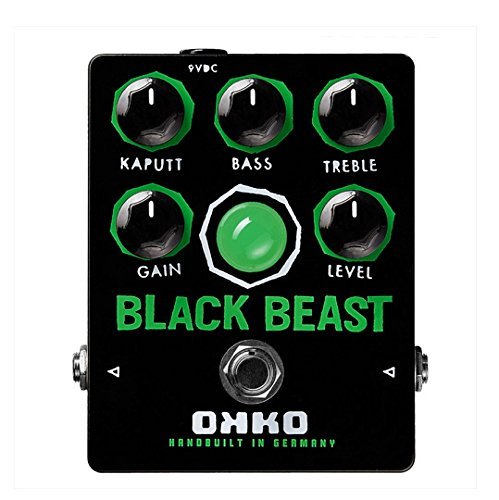 9VDC
KAPUTT BASS TREBLE
GAIN LEVEL
BLACK BEAST
OKKO
HANDBUILT IN GERMANY